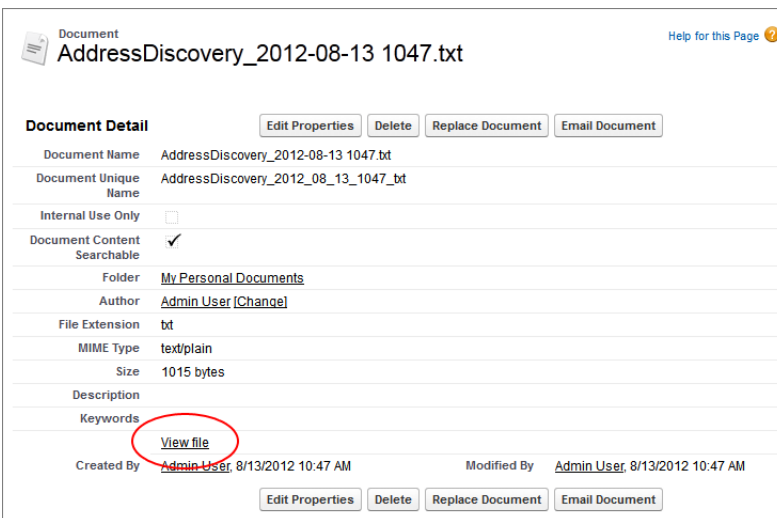 Document
AddressDiscovery_2012-08-13 1047.txt
Help for this Page ?
Document Detail
Edit Properties Delete Replace Document Email Document
Document Name AddressDiscovery_2012-08-13 1047.txt
Document Unique
Name AddressDiscovery_2012_08_13_1047_txt
Internal Use Only
Document Content
Searchable
Folder My Personal Documents
Author Admin User [Change]
File Extension txt
MIME Type text/plain
Size 1015 bytes
Description
Keywords
View file
Created By Admin User, 8/13/2012 10:47 AM Modified By Admin User, 8/13/2012 10:47 AM
Edit Properties Delete Replace Document Email Document